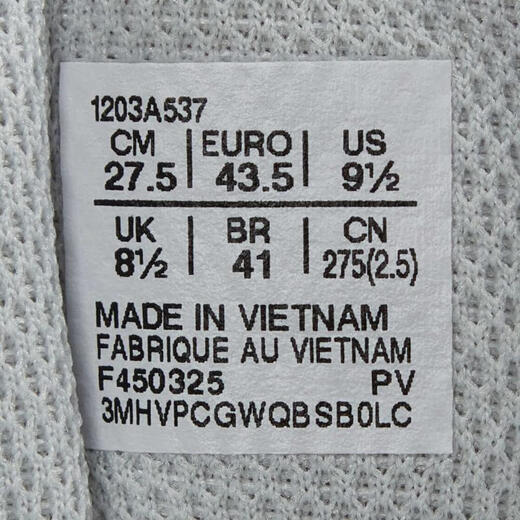 1203A537
CM EURO US
27.5 43.5 9½
UK BR CN
8½ 41 275(2.5)
MADE IN VIETNAM
FABRIQUE AU VIETNAM
F450325 PV
3MHVPCGWQBSB0LC